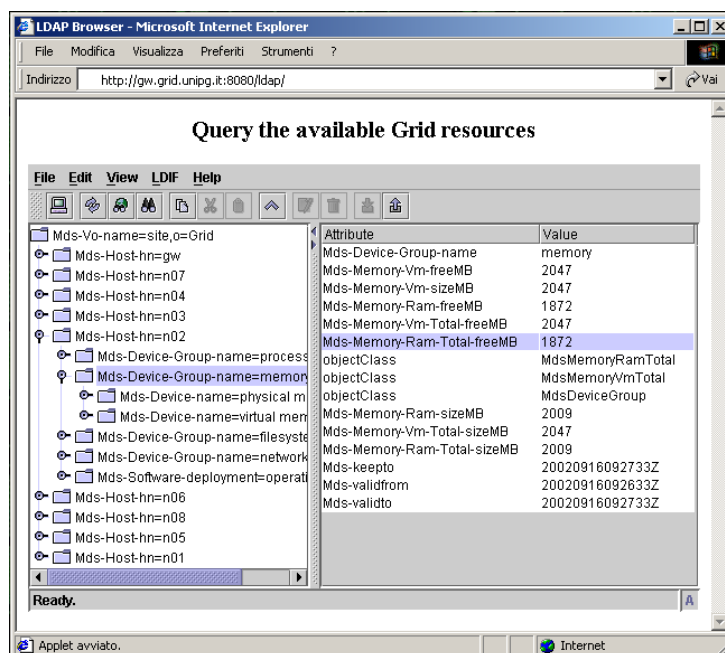 LDAP Browser - Microsoft Internet Explorer
File Modifica Visualizza Preferiti Strumenti ?
Indirizzo http://gw.grid.unipg.it:8080/ldap/ Vai
Query the available Grid resources
File Edit View LDIF Help
Mds-Vo-name=site,o=Grid
Mds-Host-hn=gw
Mds-Host-hn=n07
Mds-Host-hn=n04
Mds-Host-hn=n03
Mds-Host-hn=n02
Mds-Device-Group-name=process
Mds-Device-Group-name=memory
Mds-Device-name=physical m
Mds-Device-name=virtual mem
Mds-Device-Group-name=filesyste
Mds-Device-Group-name=network
Mds-Software-deployment=operati
Mds-Host-hn=n06
Mds-Host-hn=n08
Mds-Host-hn=n05
Mds-Host-hn=n01
Attribute Value
Mds-Device-Group-name memory
Mds-Memory-Vm-freeMB 2047
Mds-Memory-Vm-sizeMB 2047
Mds-Memory-Ram-freeMB 1872
Mds-Memory-Vm-Total-freeMB 2047
Mds-Memory-Ram-Total-freeMB 1872
objectClass MdsMemoryRamTotal
objectClass MdsMemoryVmTotal
objectClass MdsDeviceGroup
Mds-Memory-Ram-sizeMB 2009
Mds-Memory-Vm-Total-sizeMB 2047
Mds-Memory-Ram-Total-sizeMB 2009
Mds-keepto 20020916092733Z
Mds-validfrom 20020916092633Z
Mds-validto 20020916092733Z
Ready. A
Applet avviato. Internet